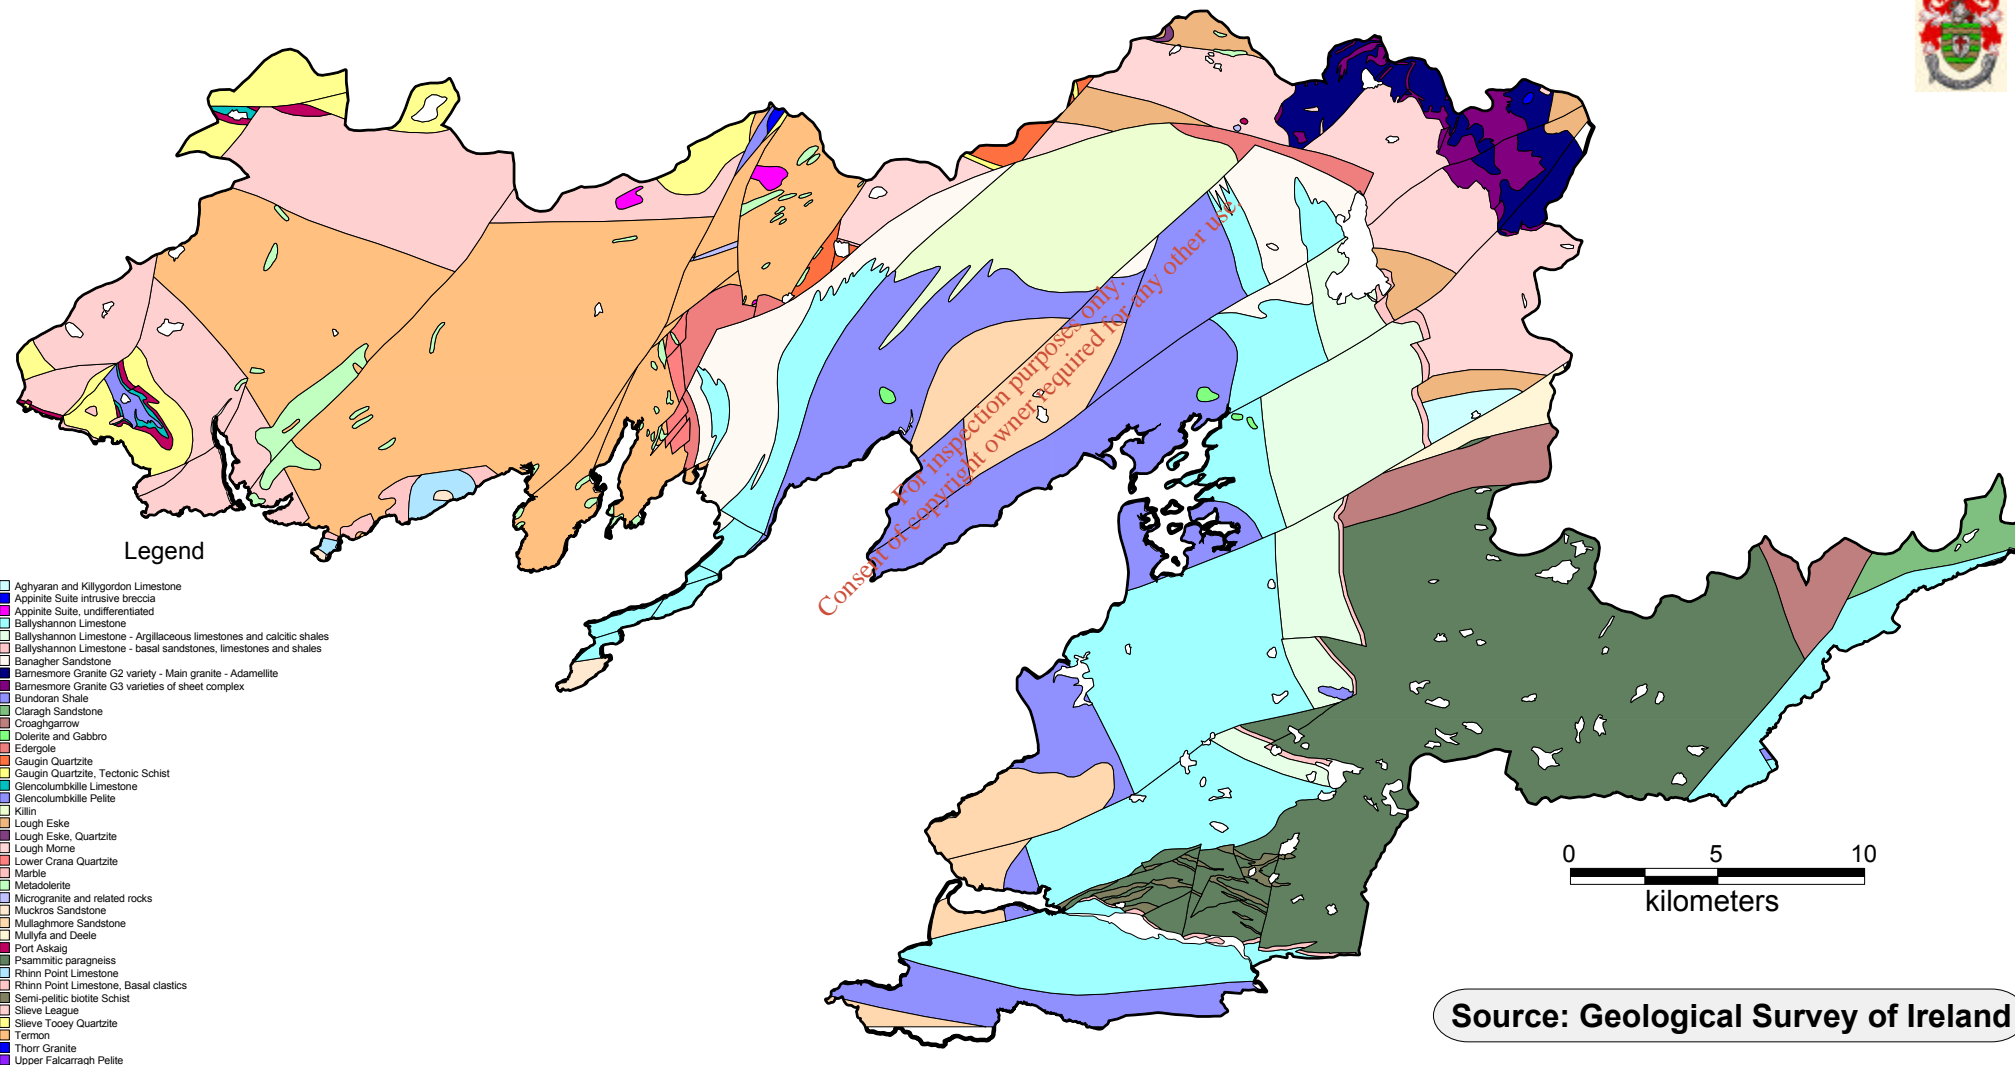 For inspection purposes only.
Consent of copyright owner required for any other use.
Legend
Aghyaran and Killygordon Limestone
Appinite Suite intrusive breccia
Appinite Suite, undifferentiated
Ballyshannon Limestone
Ballyshannon Limestone - Argillaceous limestones and calcitic shales
Ballyshannon Limestone - basal sandstones, limestones and shales
Banagher Sandstone
Barnesmore Granite G2 variety - Main granite - Adamellite
Barnesmore Granite G3 varieties of sheet complex
Bundoran Shale
Claragh Sandstone
Croaghgarrow
Dolerite and Gabbro
Edergole
Gaugin Quartzite
Gaugin Quartzite, Tectonic Schist
Glencolumbkille Limestone
Glencolumbkille Pelite
Killin
Lough Eske
Lough Eske, Quartzite
Lough Morne
Lower Crana Quartzite
Marble
Metadolerite
Microgranite and related rocks
Muckros Sandstone
Mullaghmore Sandstone
Mullyfa and Deele
Port Askaig
Psammitic paragneiss
Rhinn Point Limestone
Rhinn Point Limestone, Basal clastics
Semi-pelitic biotite Schist
Slieve League
Slieve Tooey Quartzite
Termon
Thorr Granite
Upper Falcarragh Pelite
0 5 10
kilometers
Source: Geological Survey of Ireland